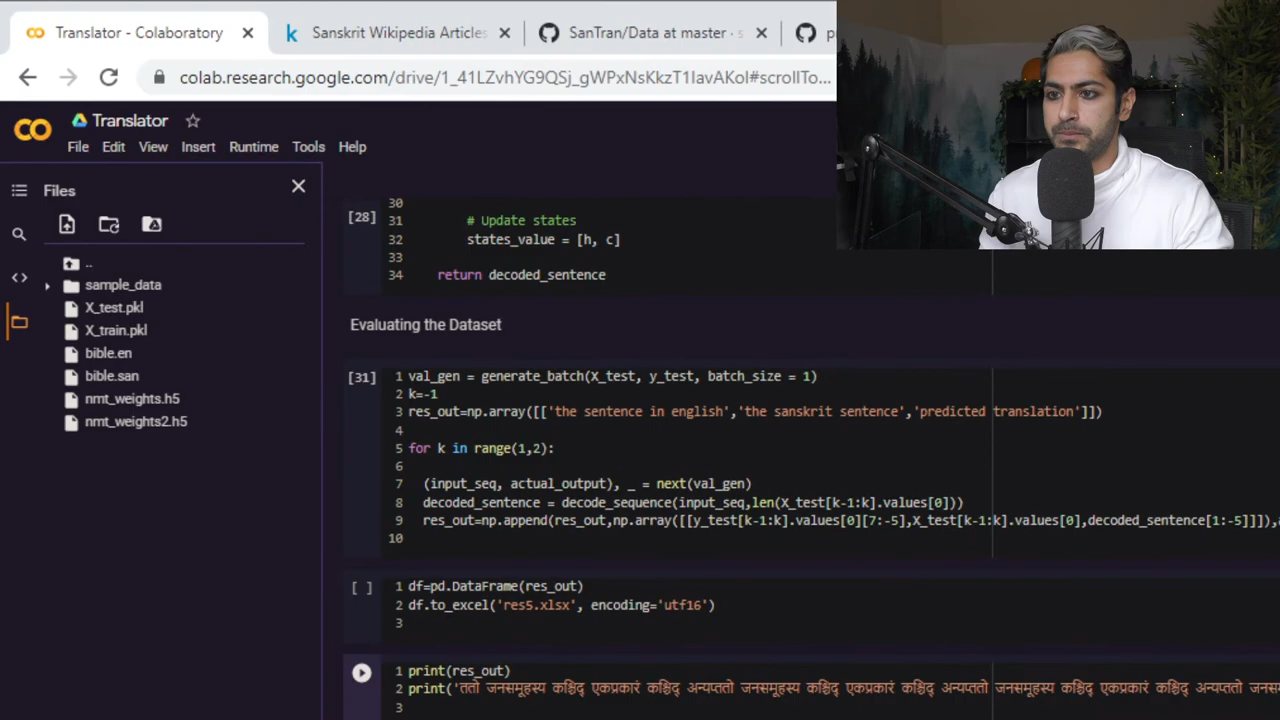 Translator - Colaboratory
Sanskrit Wikipedia Articles
SanTran/Data at master · s
colab.research.google.com/drive/1_41LZvhYG9QSj_gWPxNsKkzT1IavAKol#scrollTo...
Translator
File Edit View Insert Runtime Tools Help
Files
..
sample_data
X_test.pkl
X_train.pkl
bible.en
bible.san
nmt_weights.h5
nmt_weights2.h5
30
[28] 31 # Update states
32 states_value = [h, c]
33
34 return decoded_sentence
Evaluating the Dataset
[31] 1 val_gen = generate_batch(X_test, y_test, batch_size = 1)
2 k=-1
3 res_out=np.array([['the sentence in english','the sanskrit sentence','predicted translation']])
4
5 for k in range(1,2):
6
7 (input_seq, actual_output), _ = next(val_gen)
8 decoded_sentence = decode_sequence(input_seq,len(X_test[k-1:k].values[0]))
9 res_out=np.append(res_out,np.array([[y_test[k-1:k].values[0][7:-5],X_test[k-1:k].values[0],decoded_sentence[1:-5]]]),
10
[ ] 1 df=pd.DataFrame(res_out)
2 df.to_excel('res5.xlsx', encoding='utf16')
3
1 print(res_out)
2 print('ततो जनसमूहस्य कश्चिद् एकप्रकारं कश्चिद् अन्यप्ततो जनसमूहस्य कश्चिद् एकप्रकारं कश्चिद् अन्यप्ततो जनसमूहस्य कश्चिद् एकप्रकारं कश्चिद् अन्यप्ततो
3